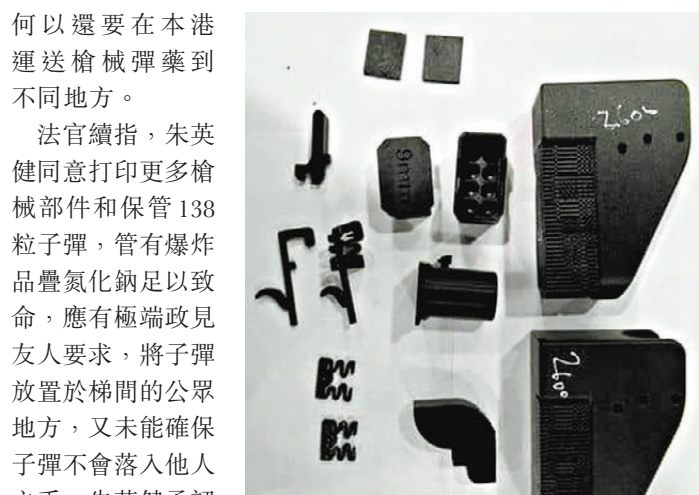 何以還要在本港
運送槍械彈藥到
不同地方。
法官續指，朱英
健同意打印更多槍
械部件和保管138
粒子彈，管有爆炸
品疊氮化鈉足以致
命，應有極端政見
友人要求，將子彈
放置於梯間的公眾
地方，又未能確保
子彈不會落入他人
9mm
2600